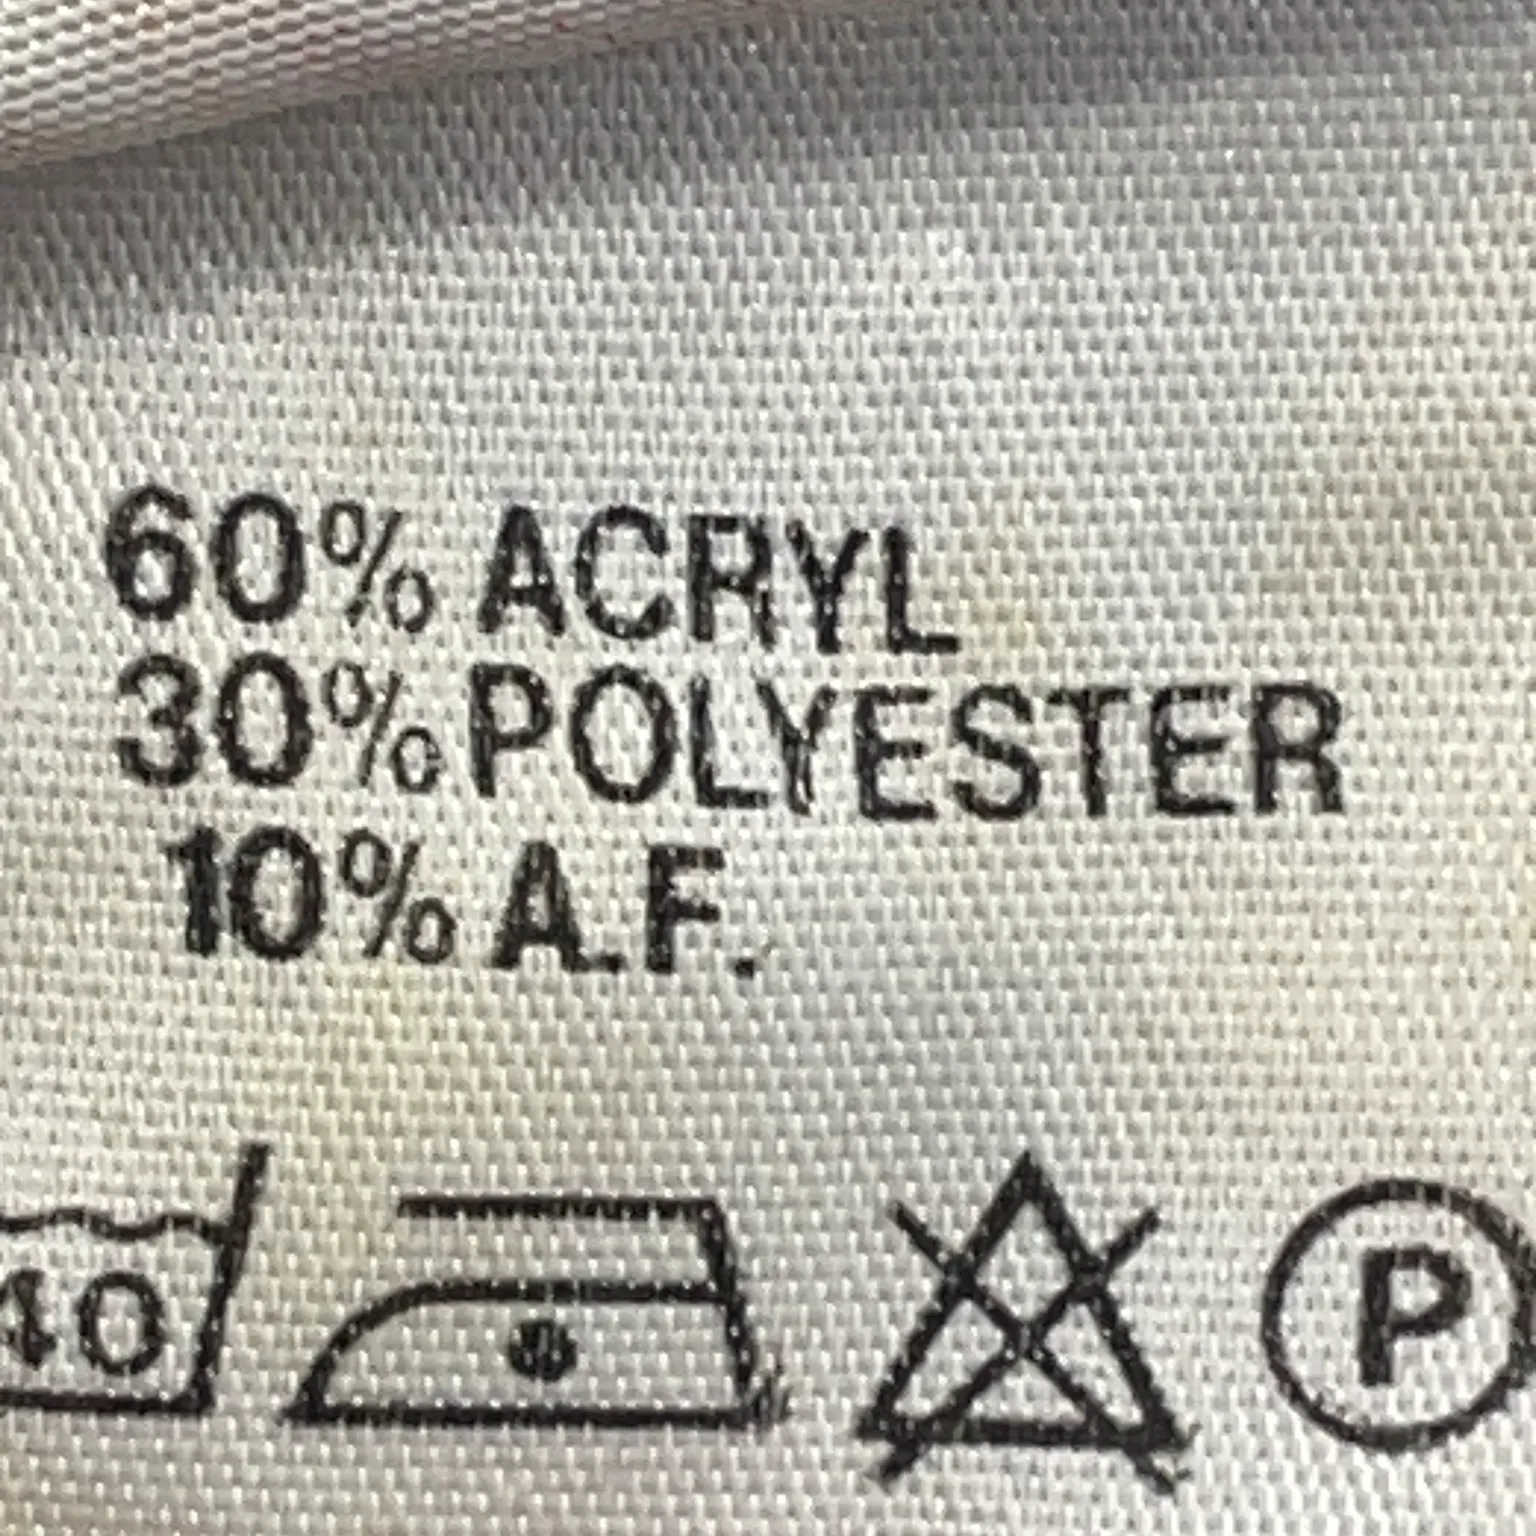 60% ACRYL
30% POLYESTER
10% A.F.
40 P